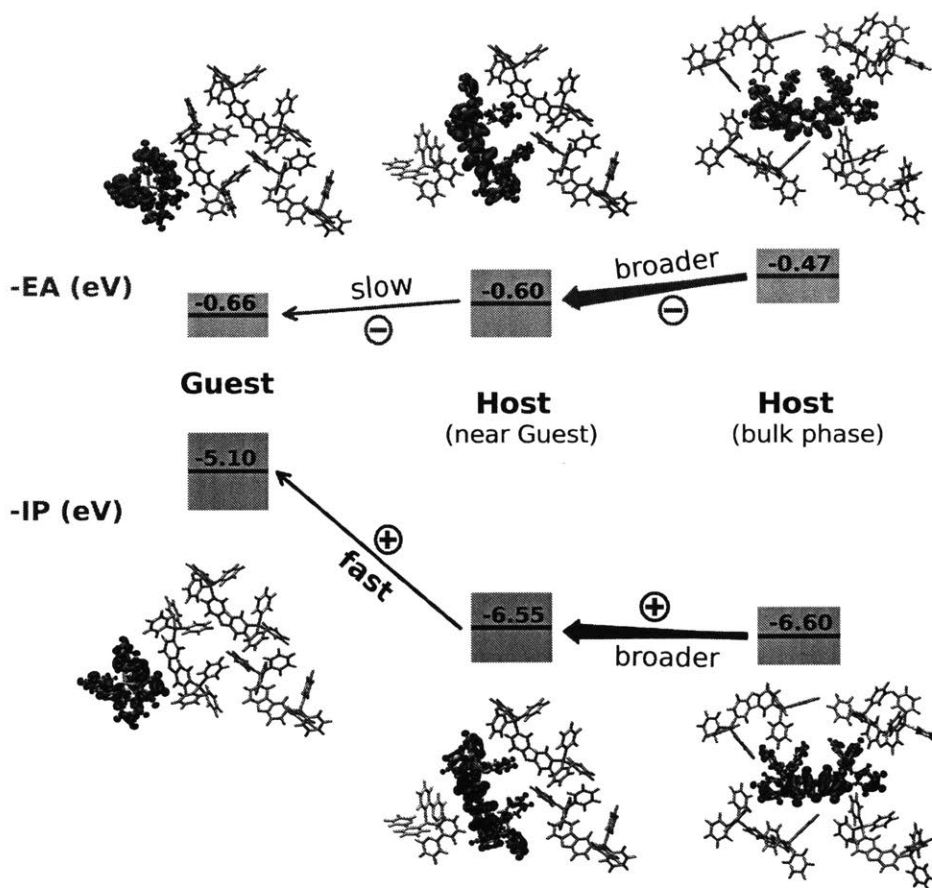 -EA (eV)
-0.66
slow
−
-0.60
broader
−
-0.47
Guest
Host
(near Guest)
Host
(bulk phase)
-IP (eV)
-5.10
+
fast
-6.55
+
broader
-6.60